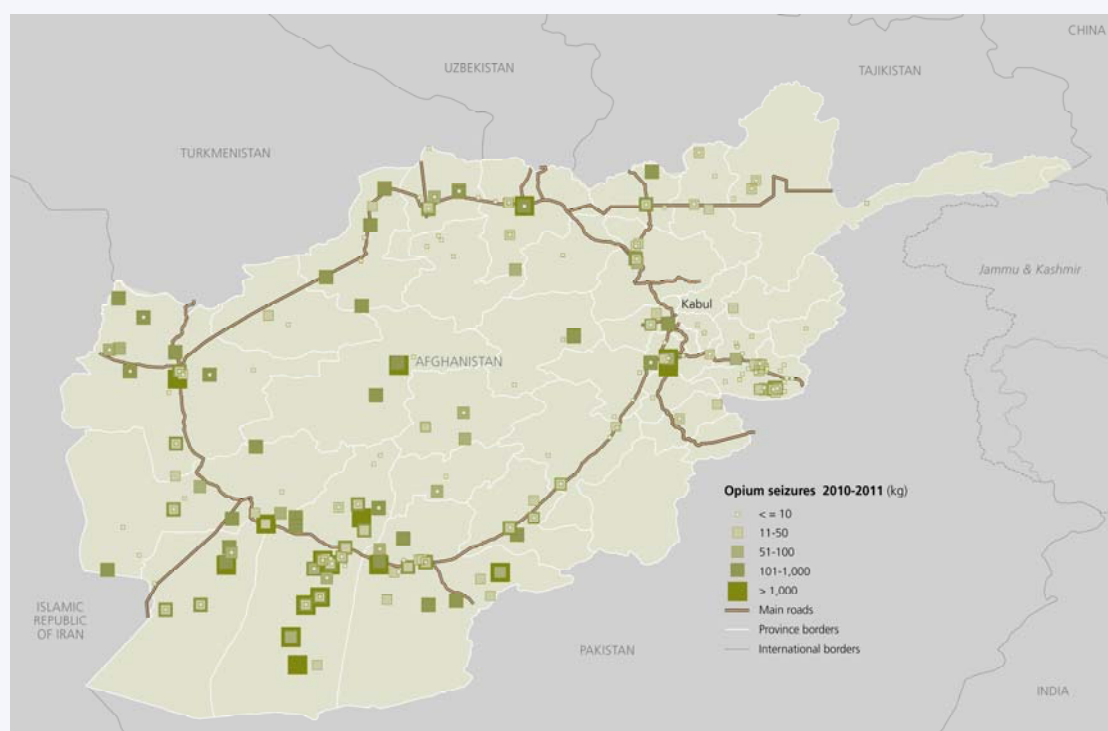 CHINA
UZBEKISTAN
TAJIKISTAN
TURKMENISTAN
Jammu & Kashmir
Kabul
AFGHANISTAN
Opium seizures 2010-2011 (kg)
< = 10
11-50
51-100
101-1,000
> 1,000
Main roads
Province borders
International borders
ISLAMIC
REPUBLIC
OF IRAN
PAKISTAN
INDIA